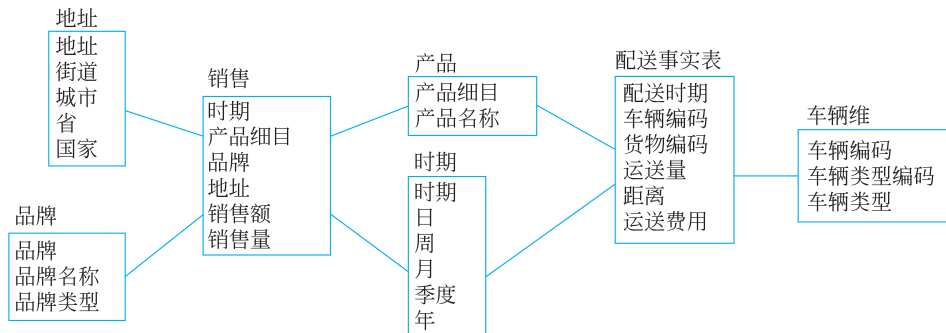 地址
地址
街道
城市
省
国家
品牌
品牌
品牌名称
品牌类型
销售
时期
产品细目
品牌
地址
销售额
销售量
产品
产品细目
产品名称
时期
时期
日
周
月
季度
年
配送事实表
配送时期
车辆编码
货物编码
运送量
距离
运送费用
车辆维
车辆编码
车辆类型编码
车辆类型